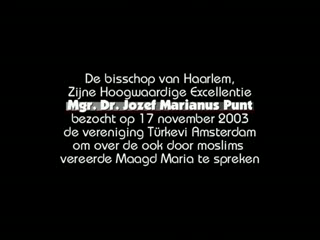 De bisschop van Haarlem,
Zijne Hoogwaardige Excellentie
Mgr. Dr. Jozef Marianus Punt
bezocht op 17 november 2003
de vereniging Türkevi Amsterdam
om over de ook door moslims
vereerde Maagd Maria te spreken